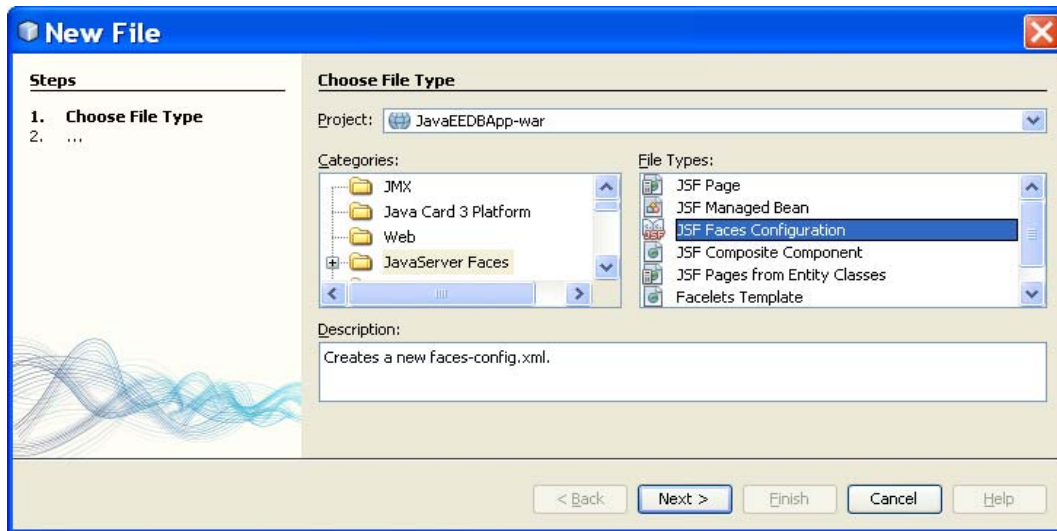 New File
Steps
1. Choose File Type
2. ...
Choose File Type
Project: JavaEEDBApp-war
Categories:
JMX
Java Card 3 Platform
Web
JavaServer Faces
File Types:
JSF Page
JSF Managed Bean
JSF Faces Configuration
JSF Composite Component
JSF Pages from Entity Classes
Facelets Template
Description:
Creates a new faces-config.xml.
< Back Next > Finish Cancel Help